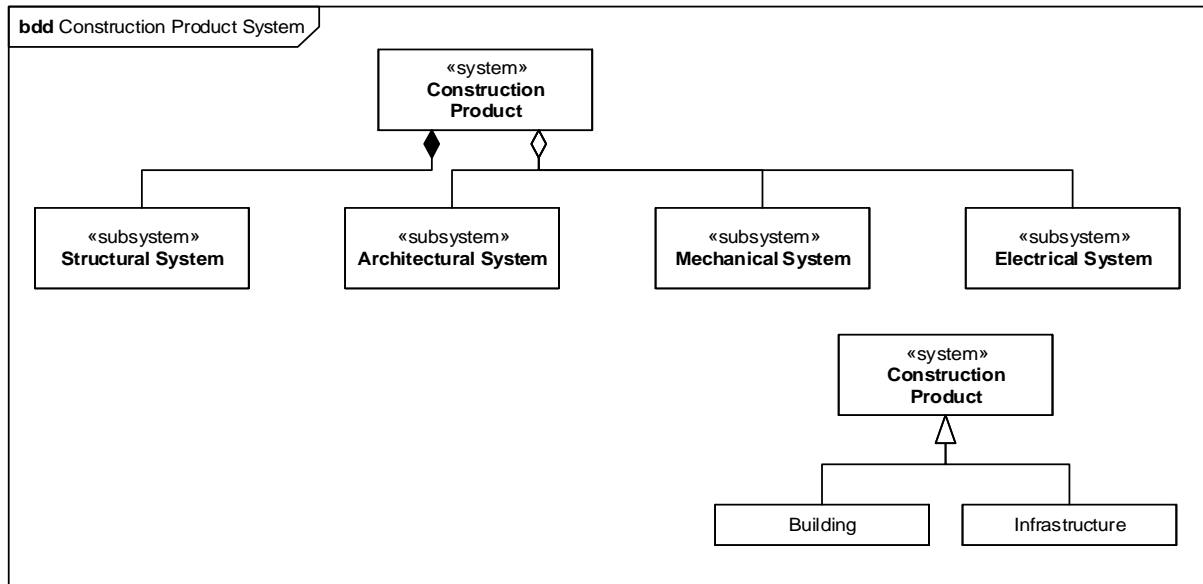 bdd Construction Product System
«system»
Construction
Product
«subsystem»
Structural System
«subsystem»
Architectural System
«subsystem»
Mechanical System
«subsystem»
Electrical System
«system»
Construction
Product
Building
Infrastructure